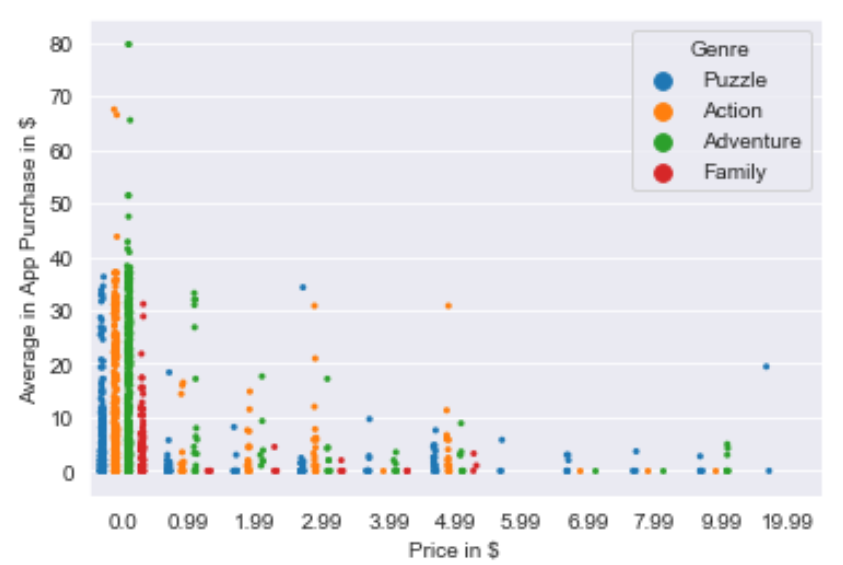 Genre
Puzzle
Action
Adventure
Family
Average in App Purchase in $
80
70
60
50
40
30
20
10
0
0.0 0.99 1.99 2.99 3.99 4.99 5.99 6.99 7.99 9.99 19.99
Price in $